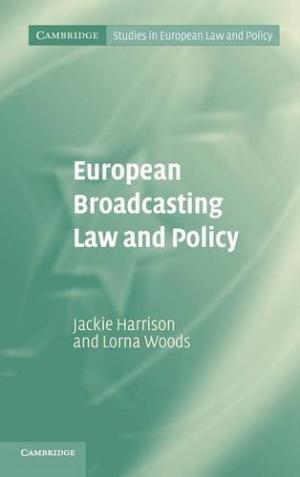 CAMBRIDGE Studies in European Law and Policy
European
Broadcasting
Law and Policy
Jackie Harrison
and Lorna Woods
CAMBRIDGE